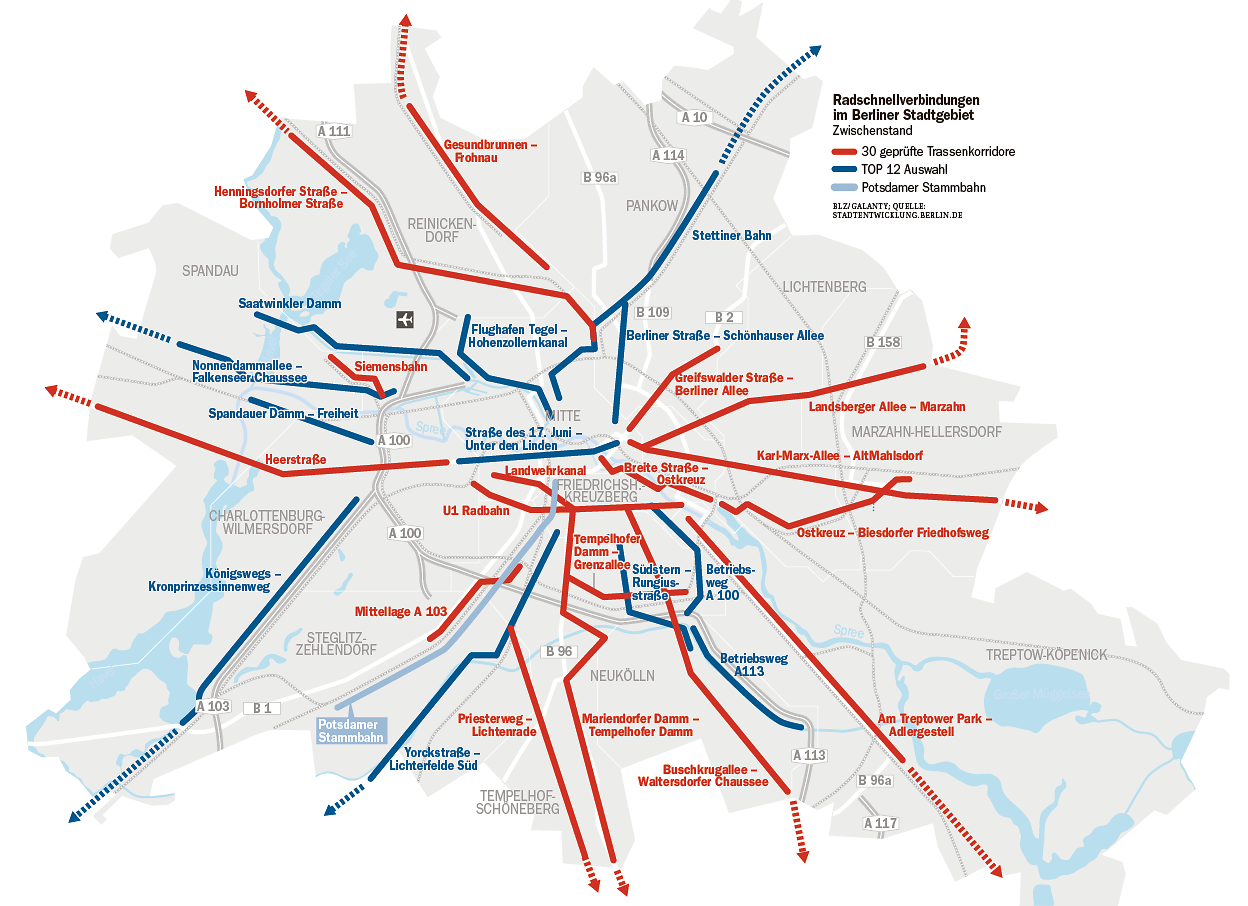 Radschnellverbindungen
im Berliner Stadtgebiet
Zwischenstand
30 geprüfte Trassenkorridore
TOP 12 Auswahl
Potsdamer Stammbahn
BLZ/GALANTY; QUELLE:
STADTENTWICKLUNG.BERLIN.DE
A 10
A 111
Gesundbrunnen –
Frohnau
A 114
B 96a
Henningsdorfer Straße –
Bornholmer Straße
PANKOW
REINICKEN-
DORF
Stettiner Bahn
SPANDAU
LICHTENBERG
Saatwinkler Damm
B 109
B 2
Flughafen Tegel –
Hohenzollernkanal
Berliner Straße – Schönhauser Allee
B 158
Nonnendammallee –
Falkenseer Chaussee
Siemensbahn
Greifswalder Straße –
Berliner Allee
Spandauer Damm – Freiheit
MITTE
Landsberger Allee – Marzahn
Spree
Straße des 17. Juni –
Unter den Linden
MARZAHN-HELLERSDORF
A 100
Heerstraße
Karl-Marx-Allee – AltMahlsdorf
Landwehrkanal
Breite Straße –
Ostkreuz
FRIEDRICHSH.-
KREUZBERG
U1 Radbahn
CHARLOTTENBURG-
WILMERSDORF
A 100
Ostkreuz – Biesdorfer Friedhofsweg
Tempelhofer
Damm –
Grenzallee
Königswegs –
Kronprinzessinnenweg
Südstern –
Rungius-
straße
Betriebs-
weg
A 100
Mittellage A 103
STEGLITZ-
ZEHLENDORF
Spree
B 96
TREPTOW-KÖPENICK
Betriebsweg
A113
NEUKÖLLN
A 103
B 1
Potsdamer
Stammbahn
Priesterweg –
Lichtenrade
Mariendorfer Damm –
Tempelhofer Damm
Am Treptower Park –
Adlergestell
Yorckstraße –
Lichterfelde Süd
A 113
Buschkrugallee –
Waltersdorfer Chaussee
B 96a
TEMPELHOF-
SCHÖNEBERG
A 117